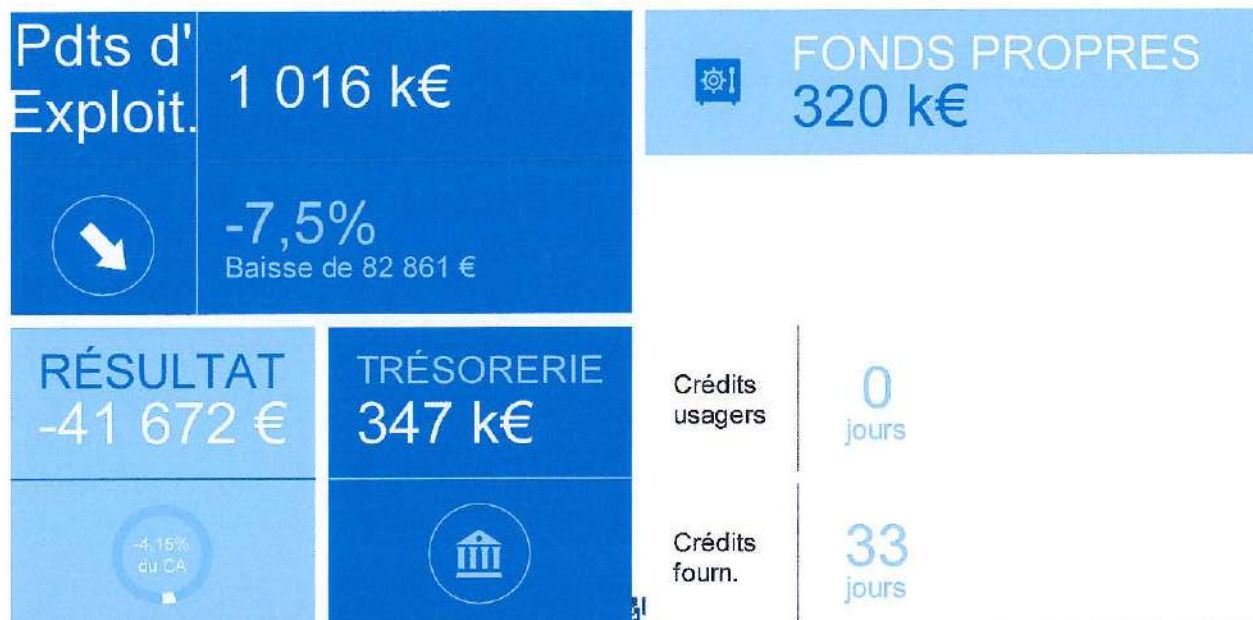 Pdts d'
Exploit.
1 016 k€
-7,5%
Baisse de 82 861 €
FONDS PROPRES
320 k€
RÉSULTAT
-41 672 €
-4,15%
du CA
TRÉSORERIE
347 k€
Crédits
usagers
0
jours
Crédits
fourn.
33
jours